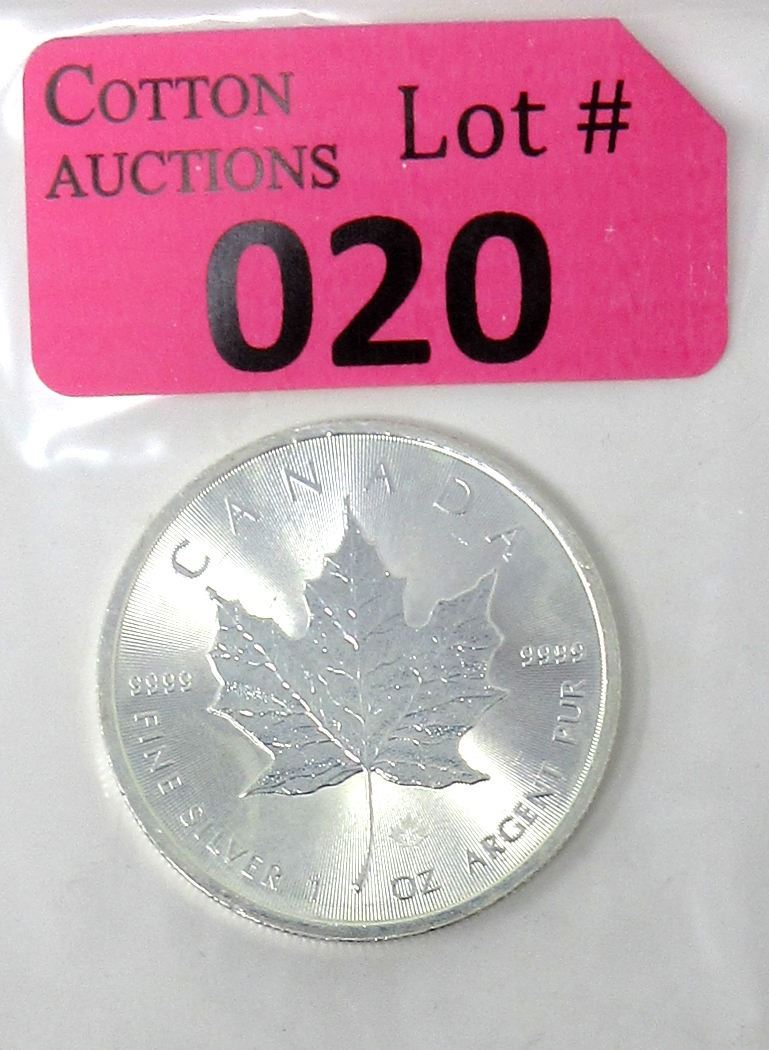 COTTON
AUCTIONS
Lot #
020
CANADA
9999
9999
FINE SILVER 1 OZ ARGENT PUR